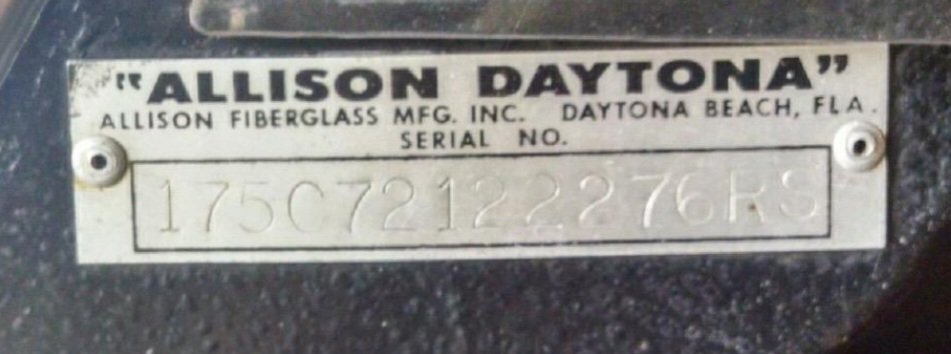 "ALLISON DAYTONA"
ALLISON FIBERGLASS MFG. INC. DAYTONA BEACH, FLA.
SERIAL NO.
175C72122276RS